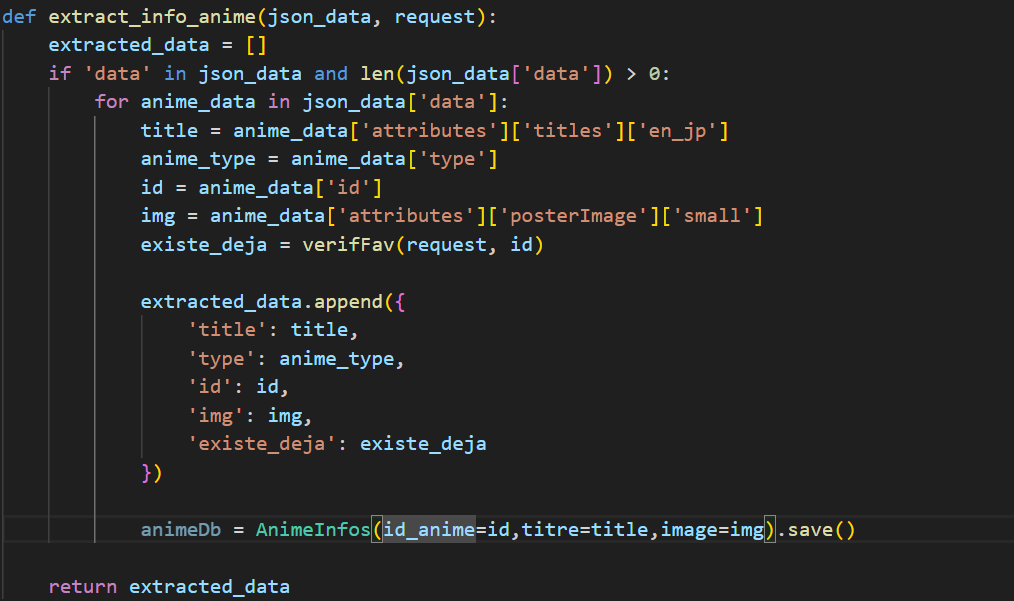 def extract_info_anime(json_data, request):
    extracted_data = []
    if 'data' in json_data and len(json_data['data']) > 0:
        for anime_data in json_data['data']:
            title = anime_data['attributes']['titles']['en_jp']
            anime_type = anime_data['type']
            id = anime_data['id']
            img = anime_data['attributes']['posterImage']['small']
            existe_deja = verifFav(request, id)

            extracted_data.append({
                'title': title,
                'type': anime_type,
                'id': id,
                'img': img,
                'existe_deja': existe_deja
            })

            animeDb = AnimeInfos(id_anime=id,titre=title,image=img).save()

    return extracted_data